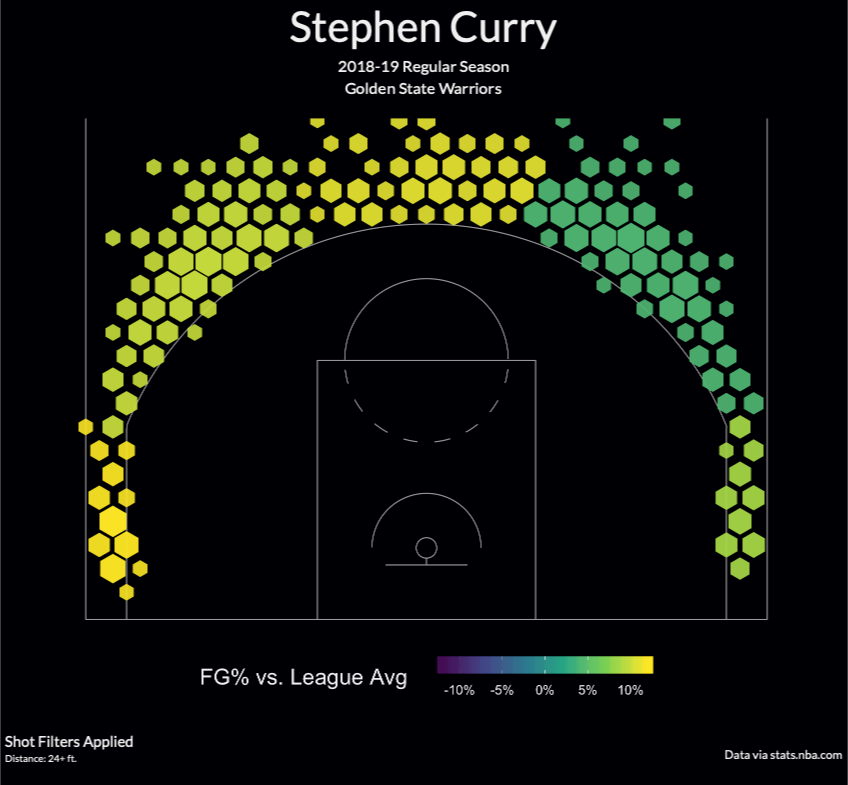 Stephen Curry
2018-19 Regular Season
Golden State Warriors
FG% vs. League Avg
-10% -5% 0% 5% 10%
Shot Filters Applied
Distance: 24+ ft.
Data via stats.nba.com